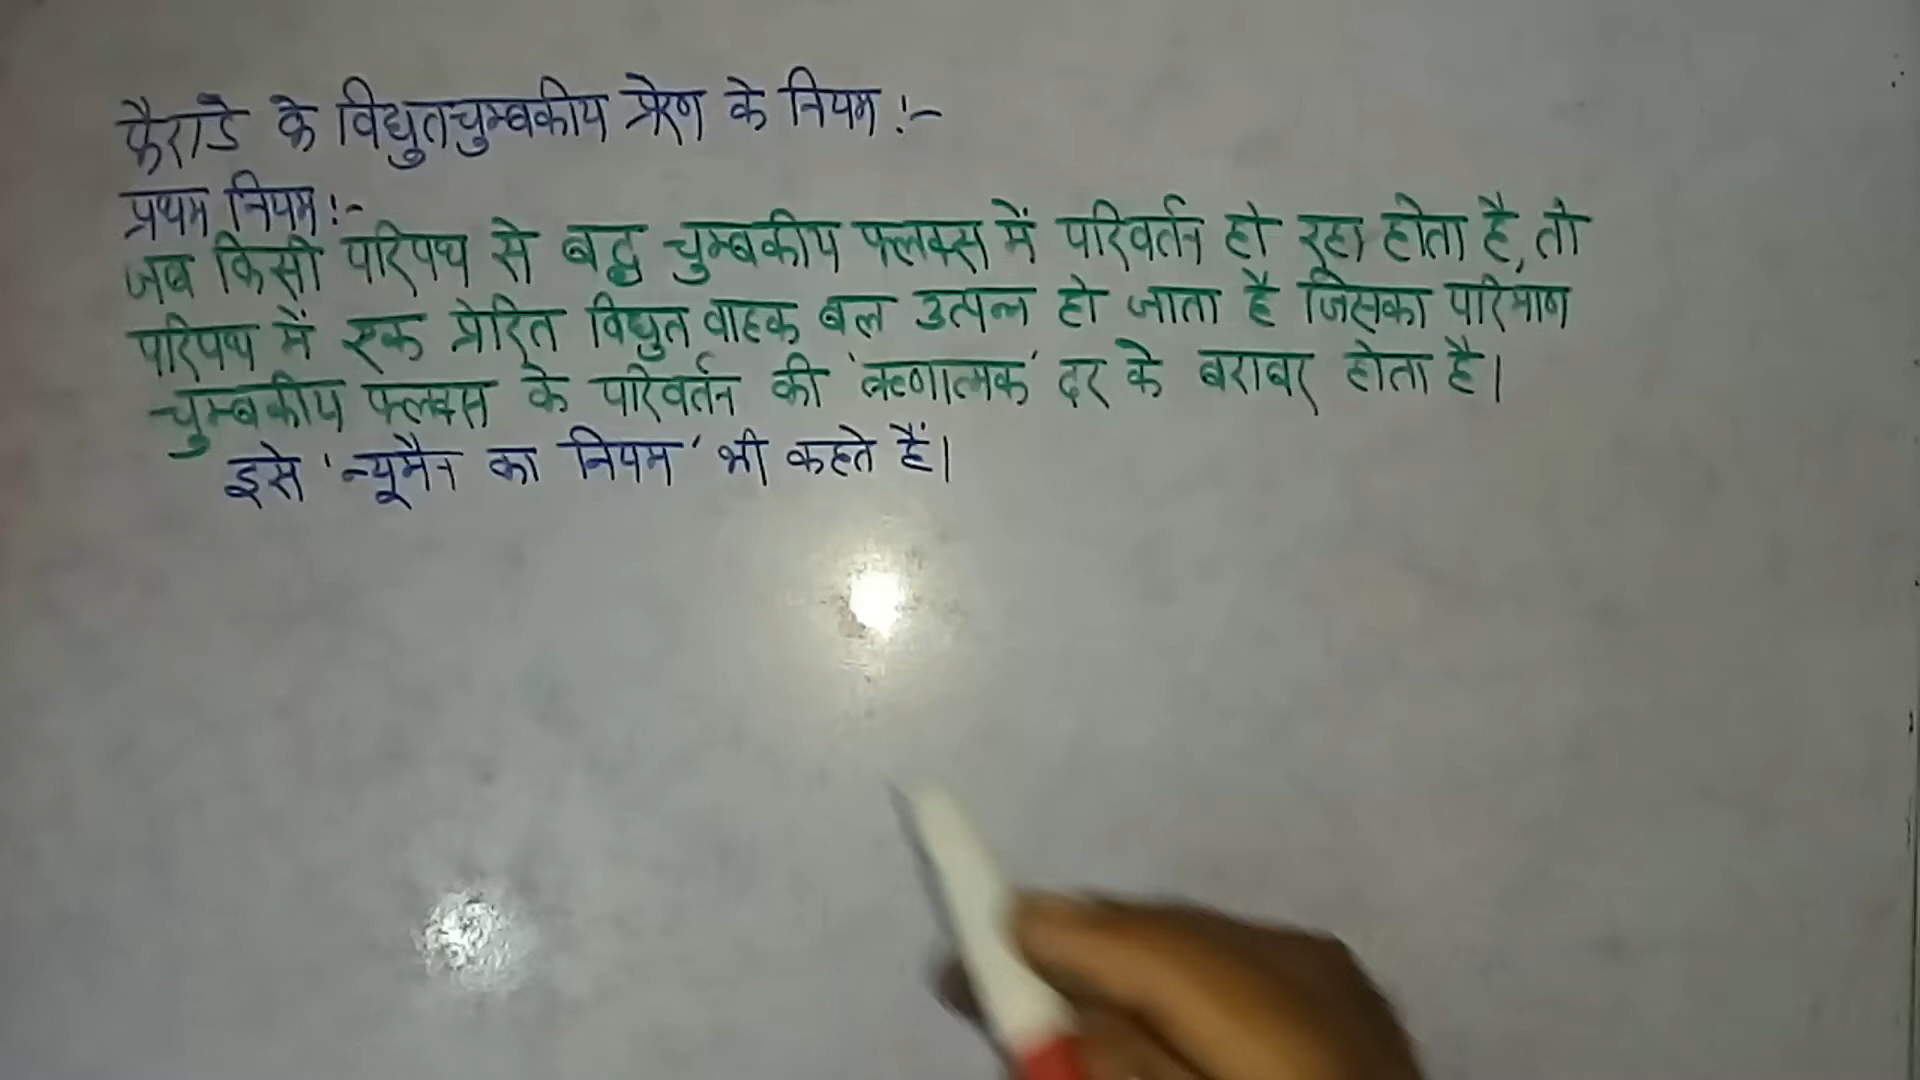 फैराडे के विद्युतचुम्बकीय प्रेरण के नियम :-
प्रथम नियम :-
जब किसी परिपथ से बद्ध चुम्बकीय फ्लक्स में परिवर्तन हो रहा होता है, तो
परिपथ में एक प्रेरित विद्युत वाहक बल उत्पन्न हो जाता है जिसका परिमाण
चुम्बकीय फ्लक्स के परिवर्तन की 'ऋणात्मक' दर के बराबर होता है।
इसे 'न्यूमैन का नियम' भी कहते हैं।